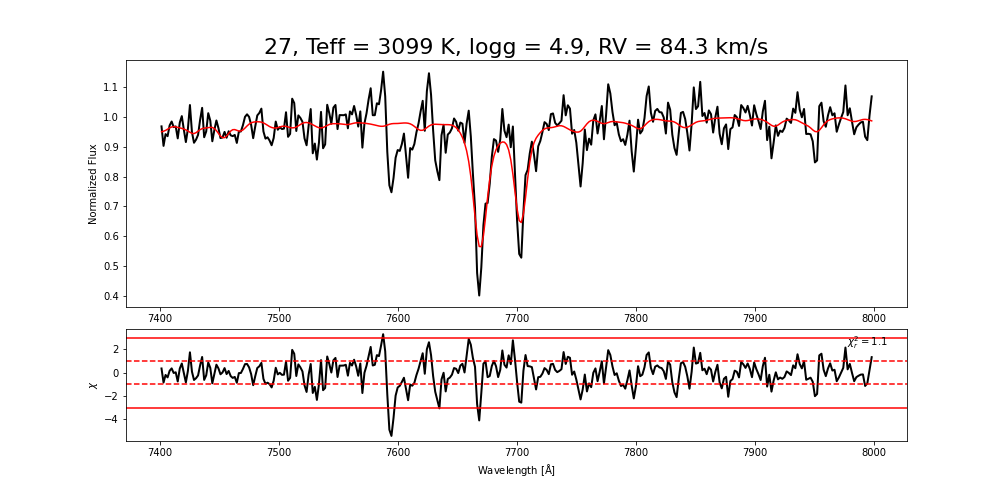 27, Teff = 3099 K, logg = 4.9, RV = 84.3 km/s
Normalized Flux
1.1
1.0
0.9
0.8
0.7
0.6
0.5
0.4
7400 7500 7600 7700 7800 7900 8000
χ
2
0
−2
−4
χ²ᵣ = 1.1
7400 7500 7600 7700 7800 7900 8000
Wavelength [Å]